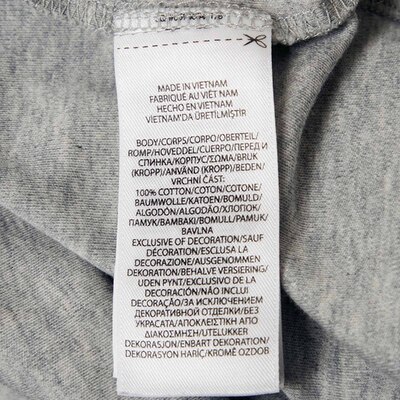 MADE IN VIETNAM
FABRIQUÉ AU VIÊT NAM
HECHO EN VIETNAM
VIETNAM'DA ÜRETİLMİŞTİR
BODY/CORPS/CORPO/OBERTEIL/
ROMP/HOVEDDEL/CUERPO/ПЕРЕД И
СПИНКА/KOPΠYC/ΣΩΜΑ/BRUK
(KROPP)/ANVÄND (KROPP)/BEDEN/
VRCHNÍ ČÁST:
100% COTTON/COTON/COTONE/
BAUMWOLLE/KATOEN/BOMULD/
ALGODÓN/ALGODÃO/ХЛОПОК/
ПАМУК/ΒΑΜΒΑΚΙ/BOMULL/PAMUK/
BAVLNA
EXCLUSIVE OF DECORATION/SAUF
DÉCORATION/ESCLUSA LA
DECORAZIONE/AUSGENOMMEN
DEKORATION/BEHALVE VERSIERING/
UDEN PYNT/EXCLUSIVO DE LA
DECORACIÓN/NÃO INCLUI
DECORAÇÃO/ЗА ИСКЛЮЧЕНИЕМ
ДЕКОРАТИВНОЙ ОТДЕЛКИ/БЕЗ
УКРАСАТА/ΑΠΟΚΛΕΙΣΤΙΚΗ ΑΠΟ
ΔΙΑΚΟΣΜΗΣΗ/UTELUKKER
DEKORASJON/ENBART DEKORATION/
DEKORASYON HARİÇ/KROMĚ OZDOB